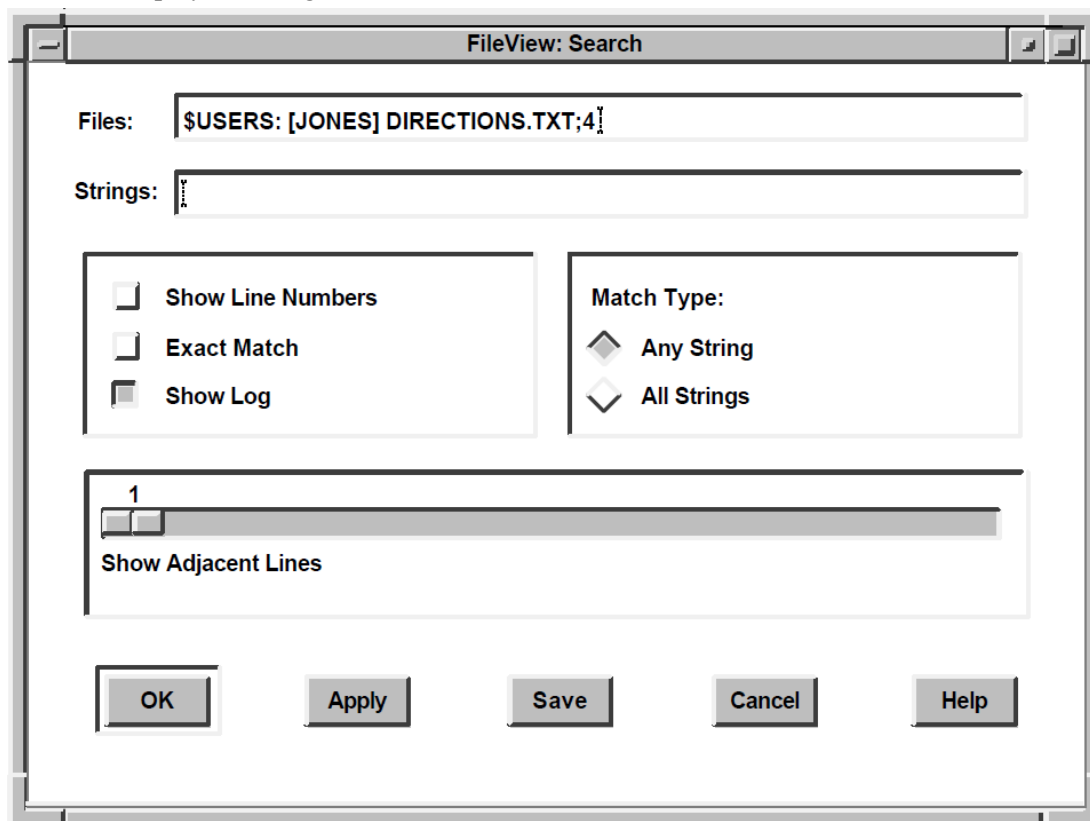 FileView: Search
Files: $USERS: [JONES] DIRECTIONS.TXT;4
Strings:
Show Line Numbers
Exact Match
Show Log
Match Type:
Any String
All Strings
1
Show Adjacent Lines
OK Apply Save Cancel Help